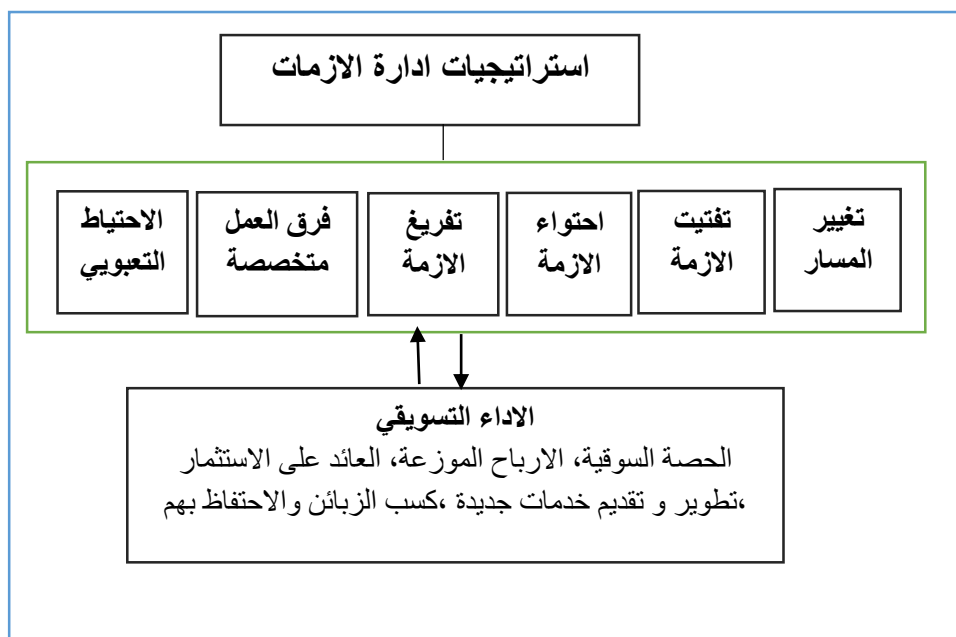 استراتيجيات ادارة الازمات
تغيير
المسار
تفتيت
الازمة
احتواء
الازمة
تفريغ
الازمة
فرق العمل
متخصصة
الاحتياط
التعبويي
الاداء التسويقي
الحصة السوقية، الارباح الموزعة، العائد على الاستثمار
،تطوير و تقديم خدمات جديدة ،كسب الزبائن والاحتفاظ بهم